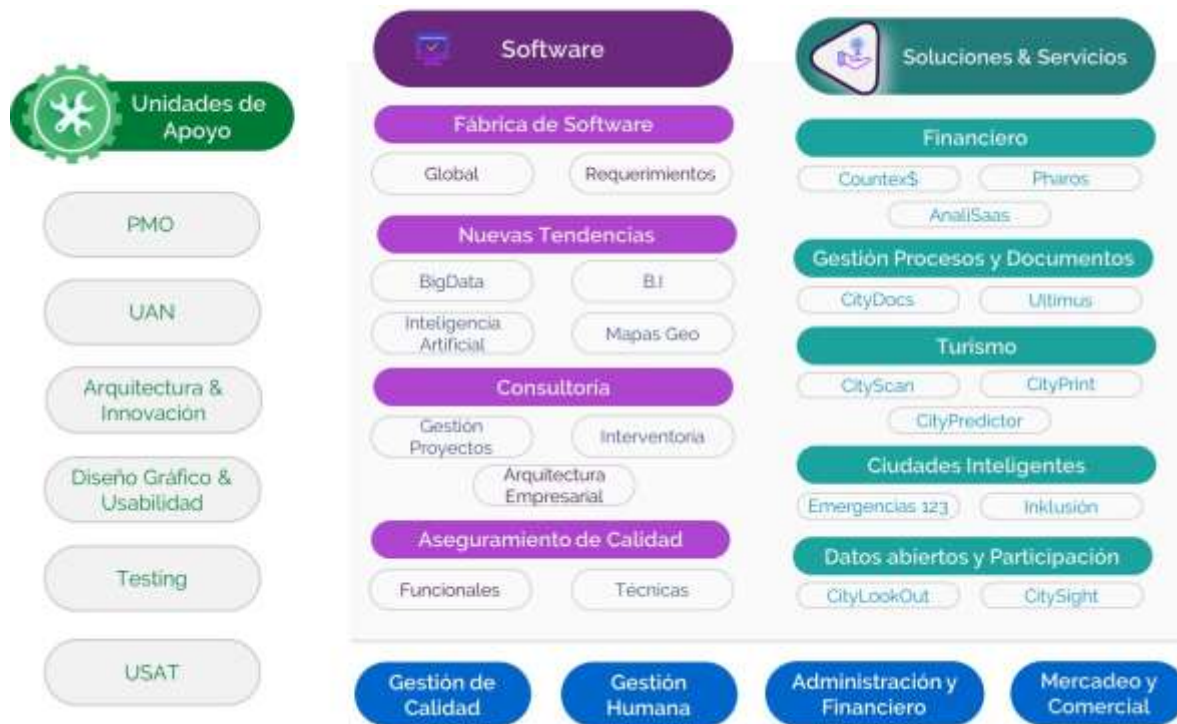 Unidades de
Apoyo
PMO
UAN
Arquitectura &
Innovación
Diseño Gráfico &
Usabilidad
Testing
USAT
Software
Fábrica de Software
Global
Requerimientos
Nuevas Tendencias
BigData
B.I
Inteligencia
Artificial
Mapas Geo
Consultoría
Gestión
Proyectos
Interventoria
Arquitectura
Empresarial
Aseguramiento de Calidad
Funcionales
Técnicas
Soluciones & Servicios
Financiero
Countex$
Pharos
AnaliSaas
Gestión Procesos y Documentos
CityDocs
Ultimus
Turismo
CityScan
CityPrint
CityPredictor
Ciudades Inteligentes
Emergencias 123
Inklusión
Datos abiertos y Participación
CityLookOut
CitySight
Gestión de
Calidad
Gestión
Humana
Administración y
Financiero
Mercadeo y
Comercial